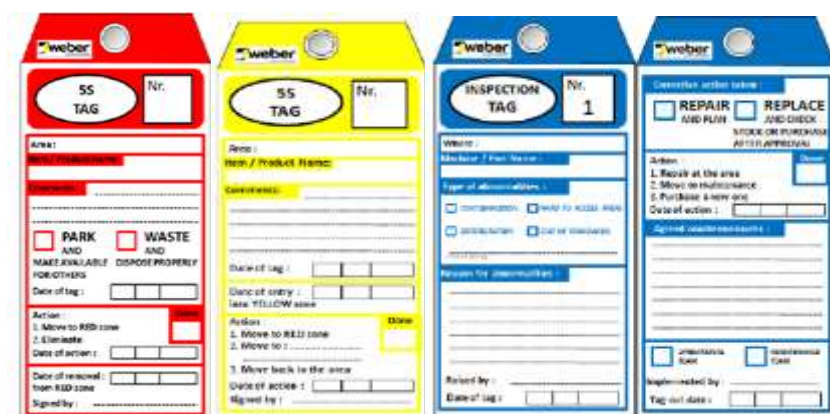 weber
5S
TAG
Nr.
Area:
Item / Product Name:
Comments:
PARK
AND
MAKE AVAILABLE
FOR OTHERS
WASTE
AND
DISPOSE PROPERLY
Date of tag :
Action :
Done
1. Move to RED zone
2. Eliminate
Date of action :
Date of removal :
from RED zone
Signed by :
weber
5S
TAG
Nr.
Area :
Item / Product Name:
Comments:
Date of tag :
Date of entry :
into YELLOW zone
Action :
Done
1. Move to RED zone
2. Move to :
3. Move back in the area
Date of action :
Signed by :
weber
INSPECTION
TAG
Nr.
1
Where :
Machine / Part Name :
Type of abnormalities :
CONTAMINATION
HARD TO ACCESS AREAS
Reason for abnormalities :
Raised by :
Date of tag :
weber
Corrective action taken :
REPAIR
AND PLAN
REPLACE
AND CHECK
STOCK OR PURCHASE
AFTER APPROVAL
Action :
Done
1. Repair at the area
2. Move to maintenance
3. Purchase a new one
Date of action :
Agreed countermeasures :
TEAM
TEAM
Implemented by :
Tag out date :